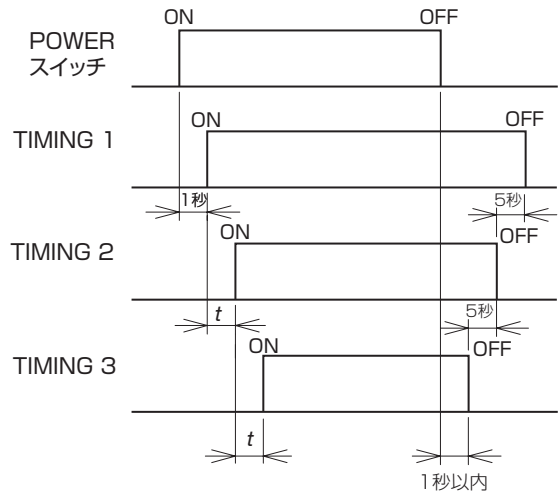 ON OFF
POWER
スイッチ
ON OFF
TIMING 1
1秒 5秒
ON OFF
TIMING 2
t 5秒
ON OFF
TIMING 3
t
1秒以内